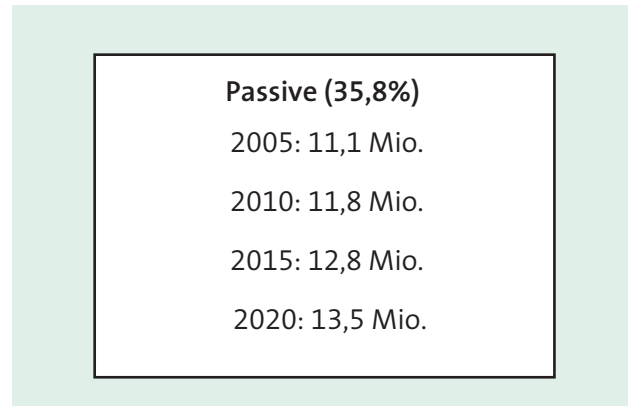 Passive (35,8%)
2005: 11,1 Mio.
2010: 11,8 Mio.
2015: 12,8 Mio.
2020: 13,5 Mio.